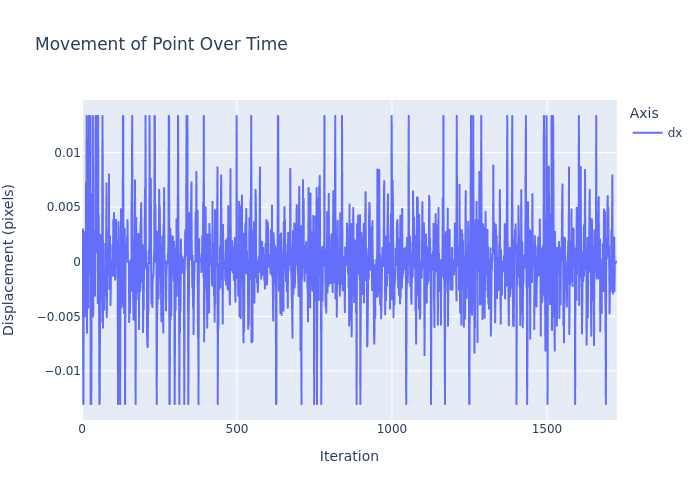 Movement of Point Over Time
Axis
dx
0.01
0.005
0
−0.005
−0.01
Displacement (pixels)
0 500 1000 1500
Iteration